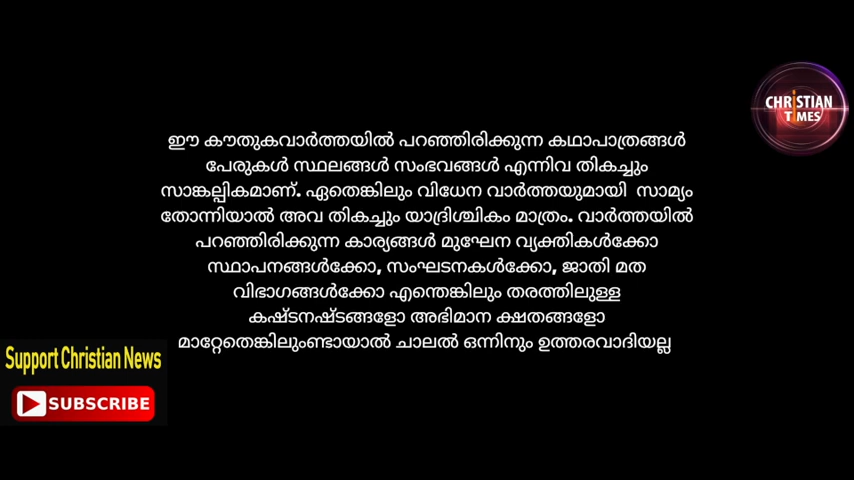 ഈ കൗതുകവാർത്തയിൽ പറഞ്ഞിരിക്കുന്ന കഥാപാത്രങ്ങൾ
പേരുകൾ സ്ഥലങ്ങൾ സംഭവങ്ങൾ എന്നിവ തികച്ചും
സാങ്കല്പികമാണ്. ഏതെങ്കിലും വിധേന വാർത്തയുമായി സാമ്യം
തോന്നിയാൽ അവ തികച്ചും യാദ്രിശ്ചികം മാത്രം. വാർത്തയിൽ
പറഞ്ഞിരിക്കുന്ന കാര്യങ്ങൾ മുഘേന വ്യക്തികൾക്കോ
സ്ഥാപനങ്ങൾക്കോ, സംഘടനകൾക്കോ, ജാതി മത
വിഭാഗങ്ങൾക്കോ എന്തെങ്കിലും തരത്തിലുള്ള
കഷ്ടനഷ്ടങ്ങളോ അഭിമാന ക്ഷതങ്ങളോ
മാറ്റേതെങ്കിലുംണ്ടായാൽ ചാലൽ ഒന്നിനും ഉത്തരവാദിയല്ല
CHRiSTIAN
TiMES
Support Christian News
SUBSCRIBE